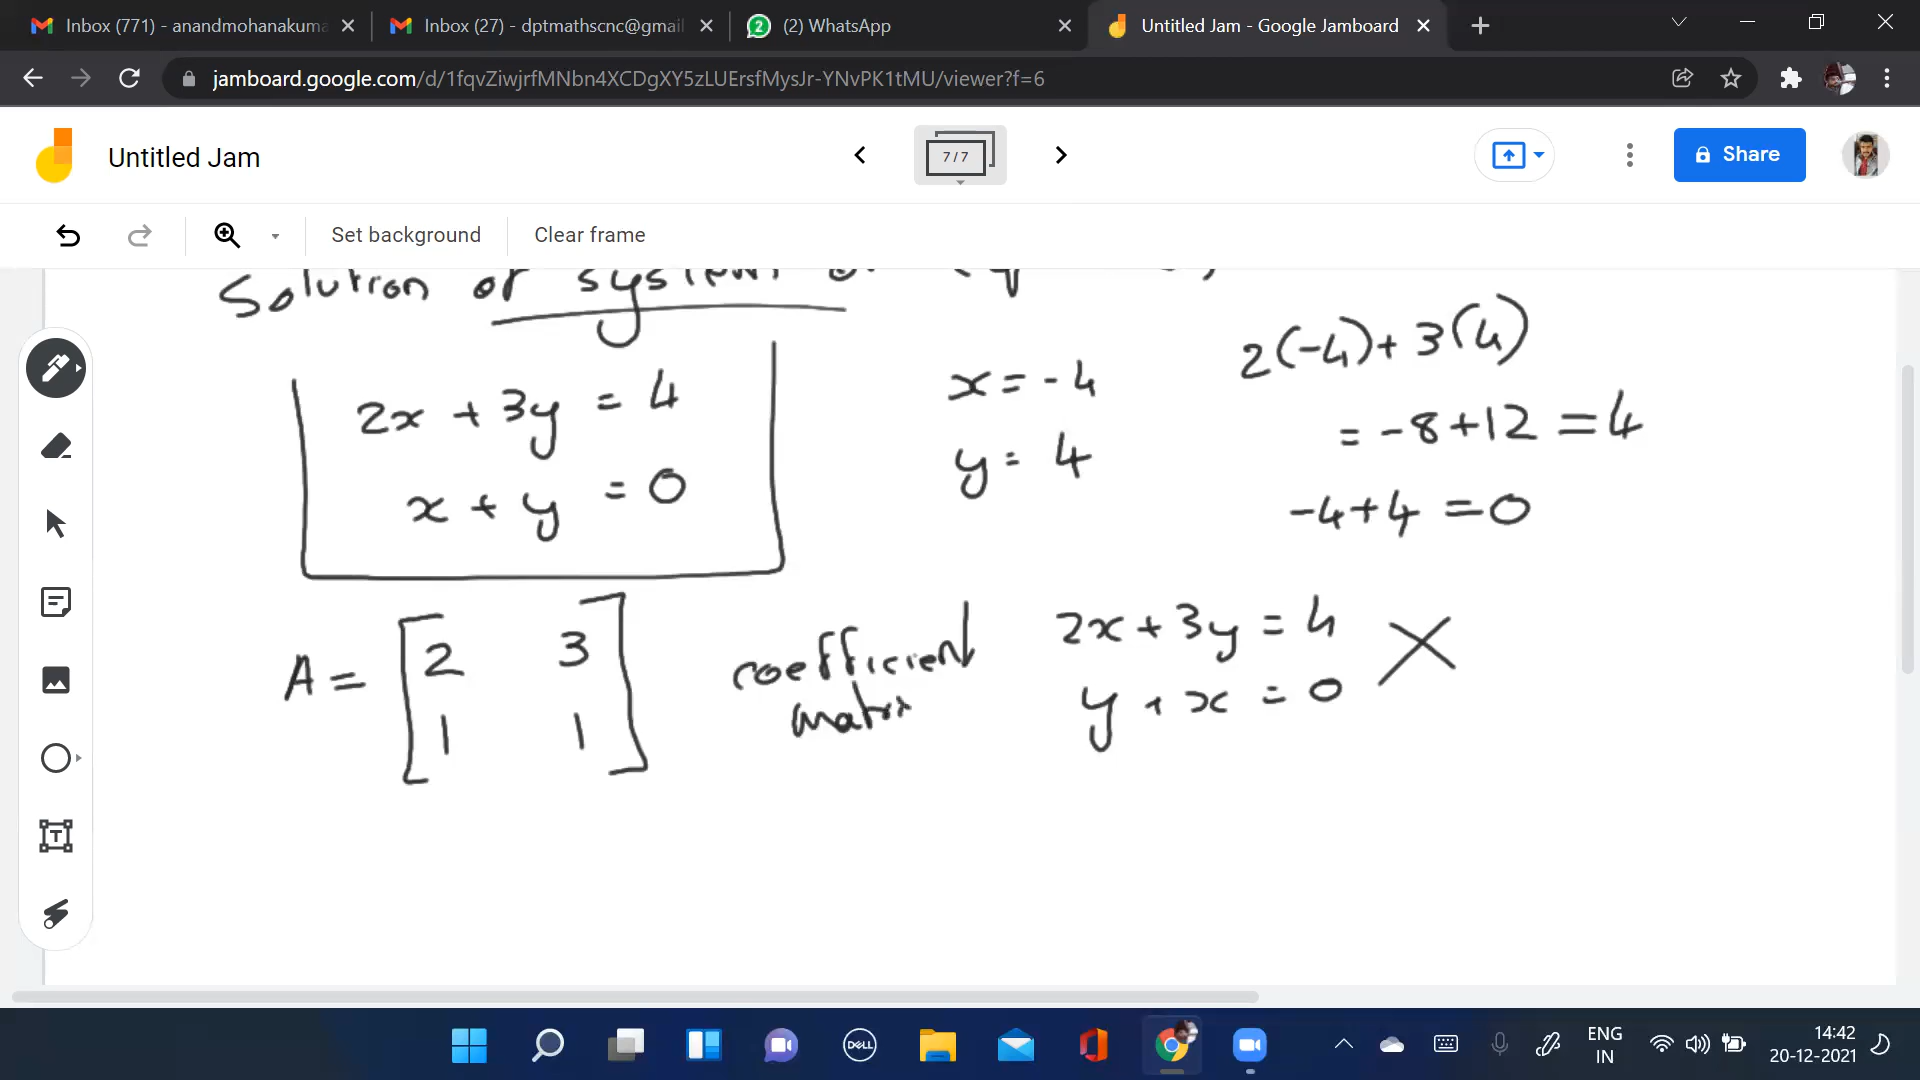 Inbox (771) - anandmohanakuma
Inbox (27) - dptmathscnc@gmail
(2) WhatsApp
Untitled Jam - Google Jamboard
jamboard.google.com/d/1fqvZiwjrfMNbn4XCDgXY5zLUErsfMysJr-YNvPK1tMU/viewer?f=6
Untitled Jam
7 / 7
Share
Set background
Clear frame
Solution of system of
2x + 3y = 4
x + y = 0
x = -4
y = 4
2(-4) + 3(4)
= -8 + 12 = 4
-4 + 4 = 0
A = [2 3
1 1]
coefficient
matrix
2x + 3y = 4
y + x = 0
DELL
ENG
IN
14:42
20-12-2021